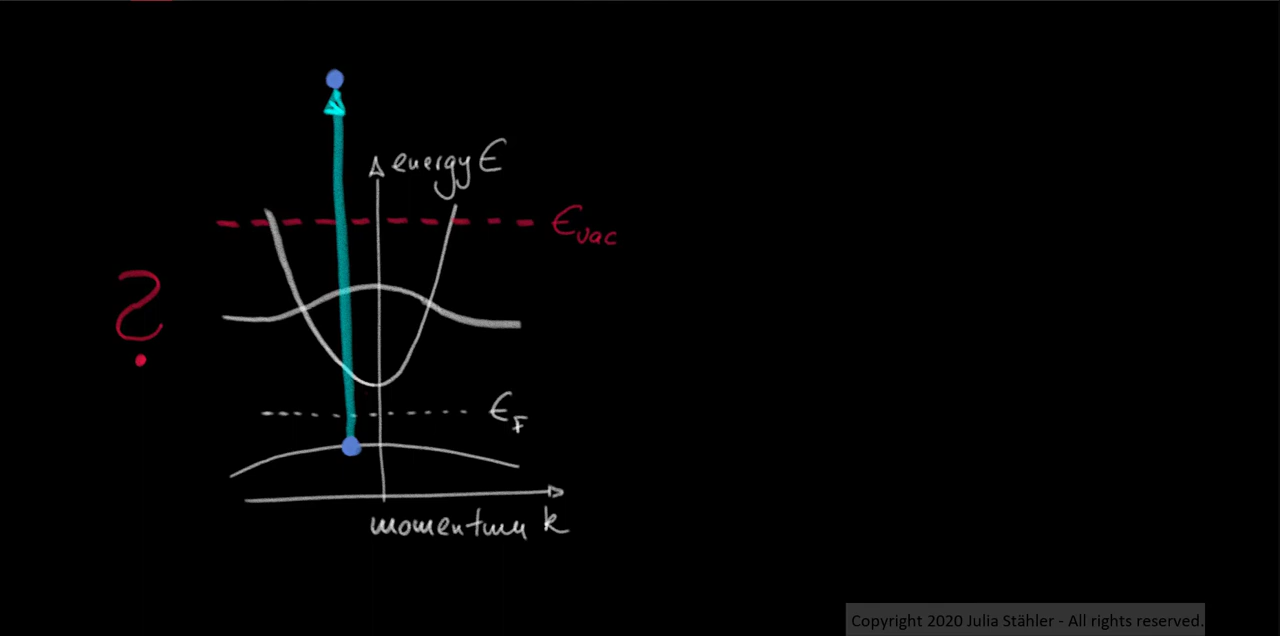 energy E
E_vac
?
E_F
momentum k
Copyright 2020 Julia Stähler - All rights reserved.